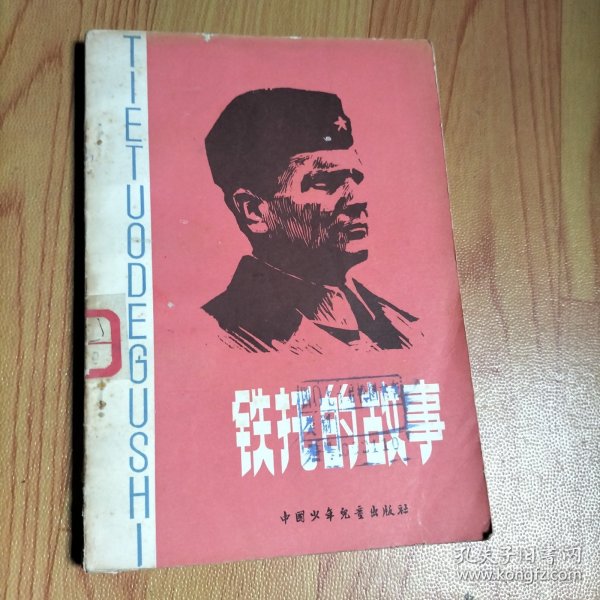 TIETUODEGUSHI
铁托的故事
中国少年兒童出版社
孔夫子旧书网
www.kongfz.com